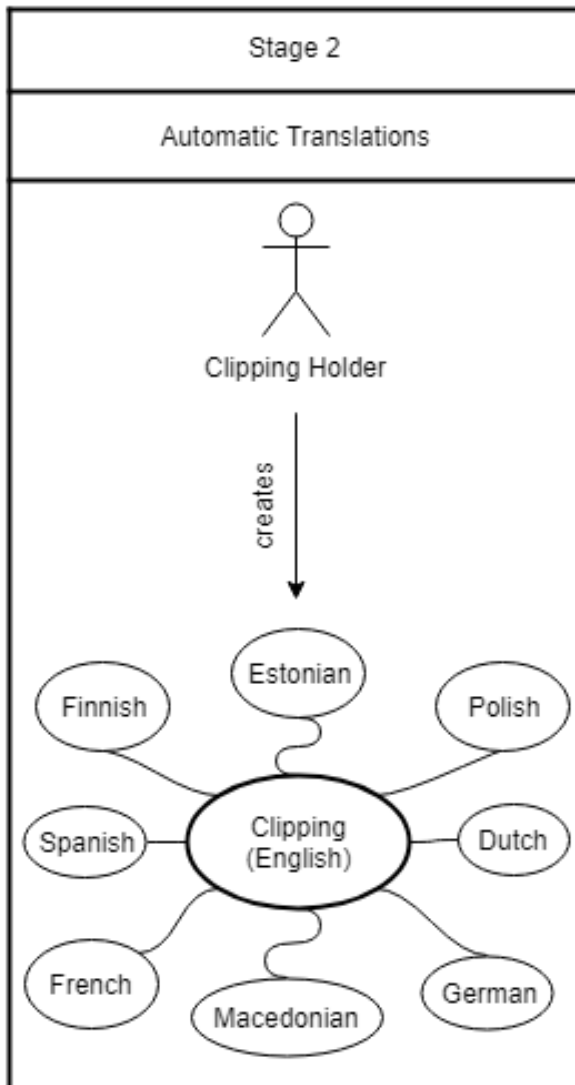 Stage 2
Automatic Translations
Clipping Holder
creates
Estonian
Finnish
Polish
Clipping
(English)
Spanish
Dutch
French
German
Macedonian